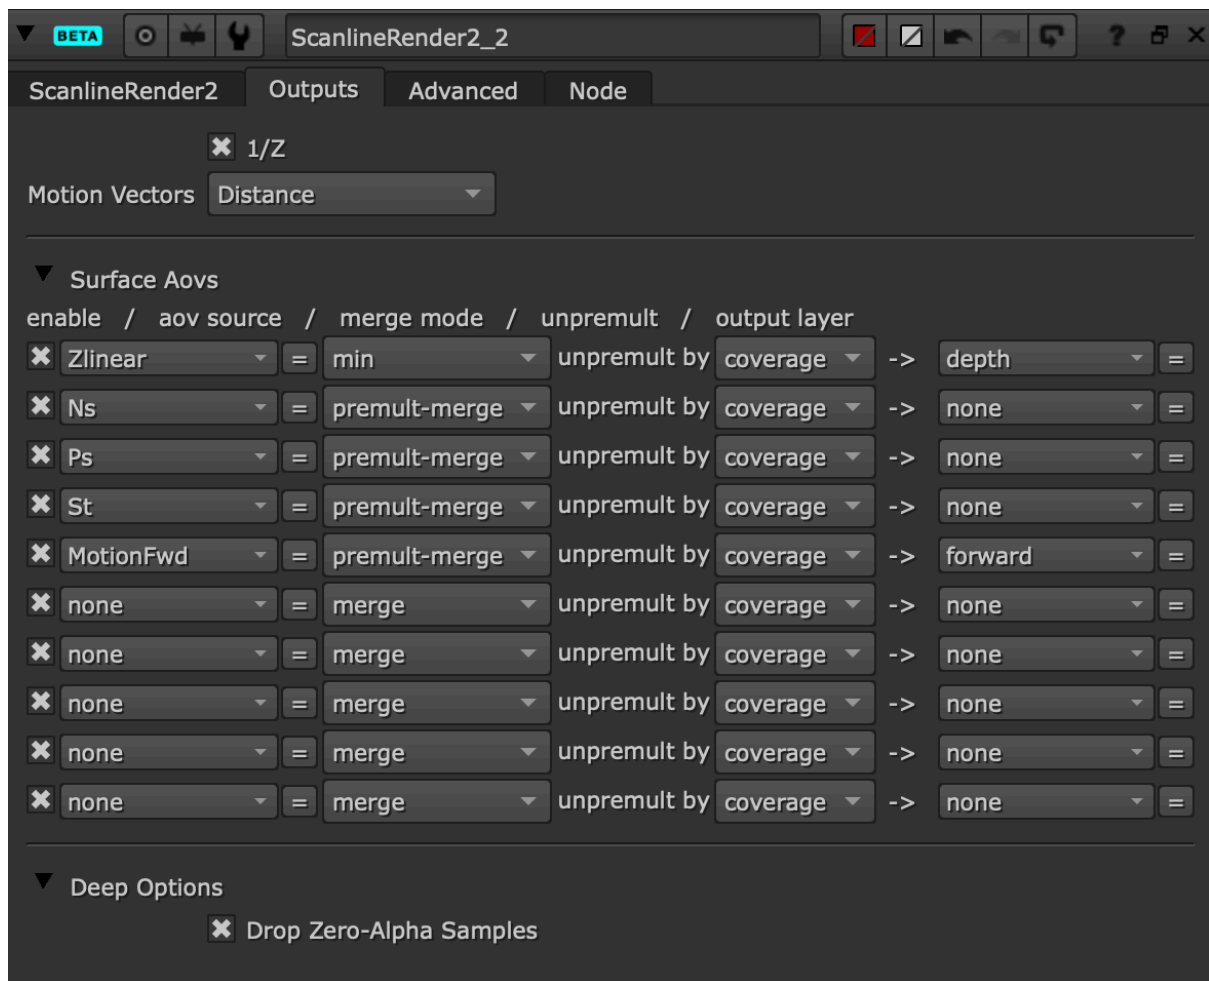 BETA ScanlineRender2_2 ?
ScanlineRender2 Outputs Advanced Node
1/Z
Motion Vectors Distance
Surface Aovs
enable / aov source / merge mode / unpremult / output layer
Zlinear = min unpremult by coverage -> depth =
Ns = premult-merge unpremult by coverage -> none =
Ps = premult-merge unpremult by coverage -> none =
St = premult-merge unpremult by coverage -> none =
MotionFwd = premult-merge unpremult by coverage -> forward =
none = merge unpremult by coverage -> none =
none = merge unpremult by coverage -> none =
none = merge unpremult by coverage -> none =
none = merge unpremult by coverage -> none =
none = merge unpremult by coverage -> none =
Deep Options
Drop Zero-Alpha Samples